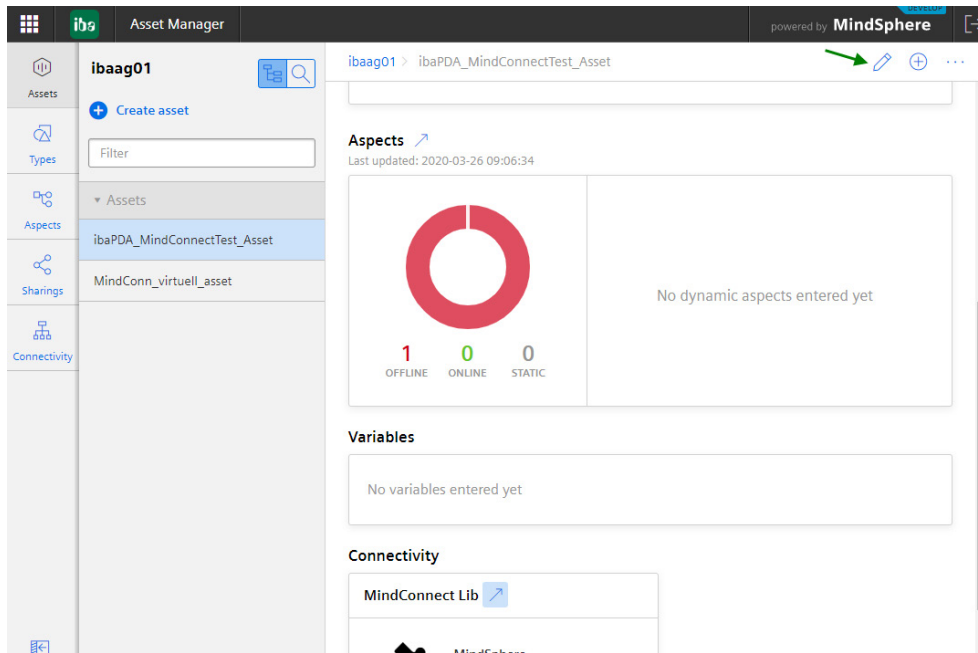 iba Asset Manager powered by MindSphere
DEVELOP
Assets
Types
Aspects
Sharings
Connectivity
ibaag01
Create asset
Filter
Assets
ibaPDA_MindConnectTest_Asset
MindConn_virtuell_asset
ibaag01 > ibaPDA_MindConnectTest_Asset
Aspects
Last updated: 2020-03-26 09:06:34
1 0 0
OFFLINE ONLINE STATIC
No dynamic aspects entered yet
Variables
No variables entered yet
Connectivity
MindConnect Lib
MindSphere